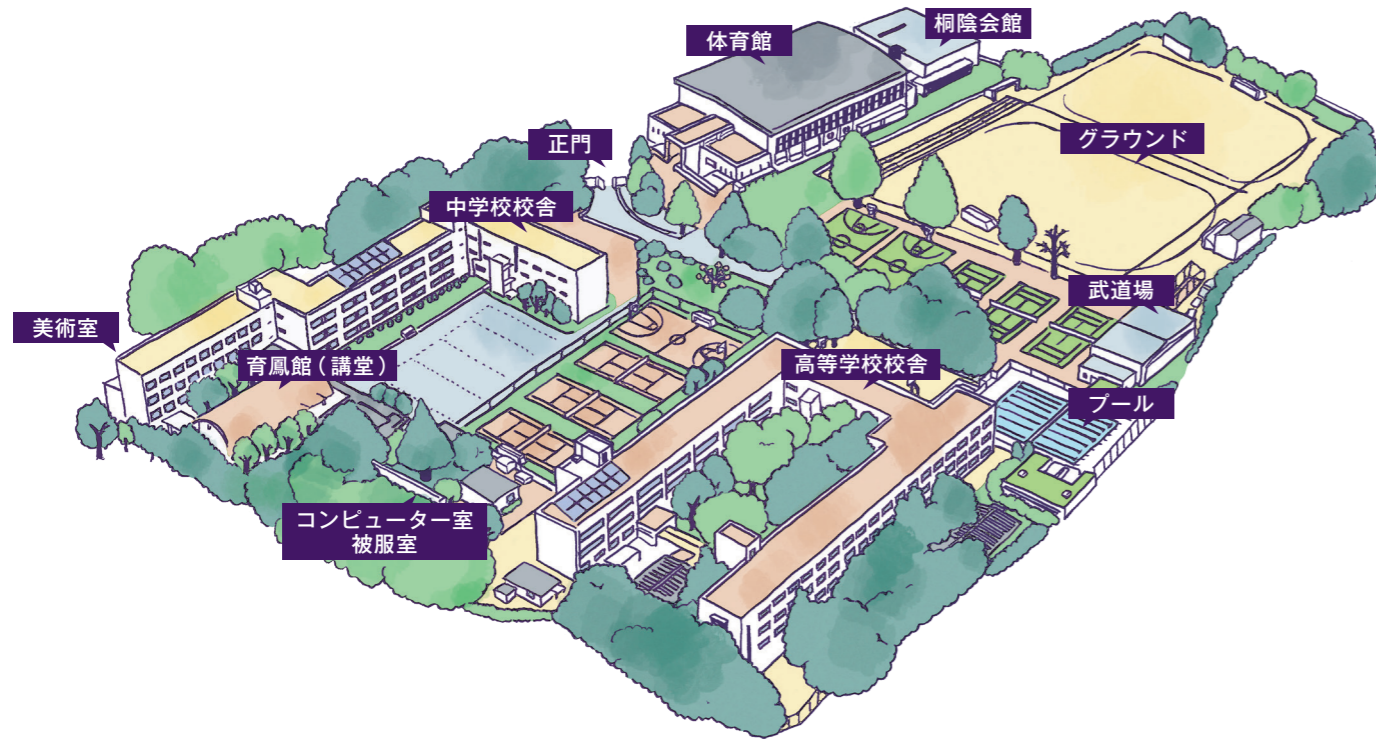 桐陰会館
体育館
グラウンド
正門
中学校校舎
武道場
美術室
育鳳館(講堂)
高等学校校舎
プール
コンピューター室
被服室